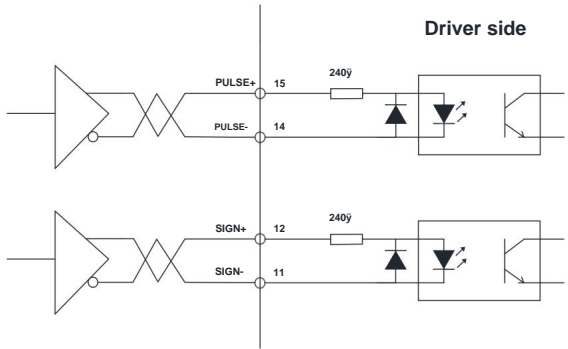 Driver side
PULSE+ 15 240ÿ
PULSE- 14
SIGN+ 12 240ÿ
SIGN- 11